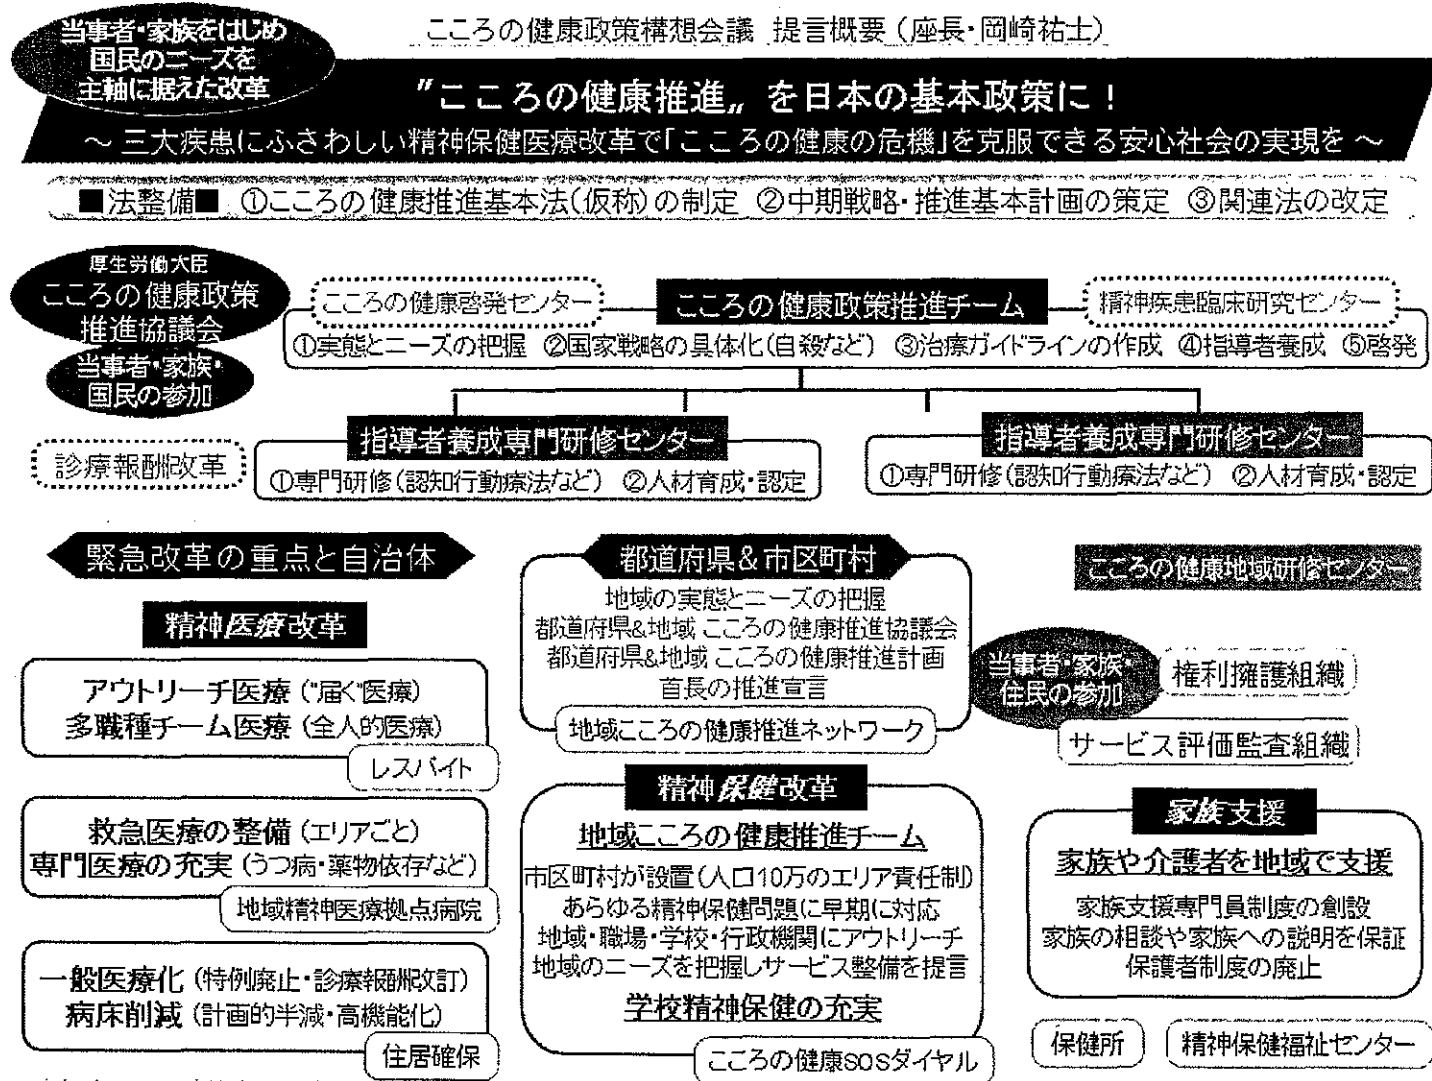 当事者・家族をはじめ
国民のニーズを
主軸に据えた改革
こころの健康政策構想会議 提言概要（座長・岡崎祐士）
〃こころの健康推進〃 を日本の基本政策に！
～ 三大疾患にふさわしい精神保健医療改革で「こころの健康の危機」を克服できる安心社会の実現を ～
■法整備■ ①こころの健康推進基本法（仮称）の制定 ②中期戦略・推進基本計画の策定 ③関連法の改定
厚生労働大臣
こころの健康政策
推進協議会
当事者・家族・
国民の参加
こころの健康啓発センター
こころの健康政策推進チーム
精神疾患臨床研究センター
①実態とニーズの把握 ②国家戦略の具体化（自殺など） ③治療ガイドラインの作成 ④指導者養成 ⑤啓発
診療報酬改革
指導者養成専門研修センター
①専門研修（認知行動療法など） ②人材育成・認定
指導者養成専門研修センター
①専門研修（認知行動療法など） ②人材育成・認定
緊急改革の重点と自治体
精神医療改革
アウトリーチ医療（“届く”医療）
多職種チーム医療（全人的医療）
レスパイト
救急医療の整備（エリアごと）
専門医療の充実（うつ病・薬物依存など）
地域精神医療拠点病院
一般医療化（特例廃止・診療報酬改訂）
病床削減（計画的半減・高機能化）
住居確保
都道府県＆市区町村
地域の実態とニーズの把握
都道府県&地域 こころの健康推進協議会
都道府県&地域 こころの健康推進計画
首長の推進宣言
地域こころの健康推進ネットワーク
精神保健改革
地域こころの健康推進チーム
市区町村が設置（人口10万のエリア責任制）
あらゆる精神保健問題に早期に対応
地域・職場・学校・行政機関にアウトリーチ
地域のニーズを把握しサービス整備を提言
学校精神保健の充実
こころの健康SOSダイヤル
こころの健康地域研修センター
当事者・家族・
住民の参加
権利擁護組織
サービス評価監査組織
家族支援
家族や介護者を地域で支援
家族支援専門員制度の創設
家族の相談や家族への説明を保証
保護者制度の廃止
保健所
精神保健福祉センター